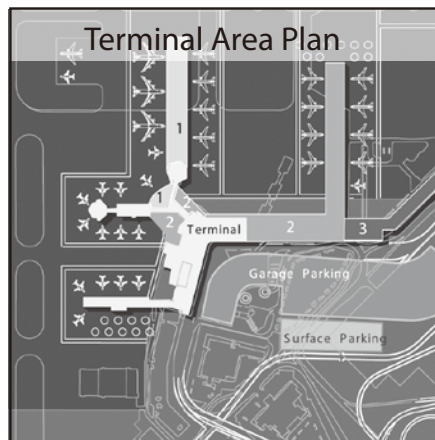 Terminal Area Plan
1
1
2
2
Terminal
2
3
Garage Parking
Surface Parking